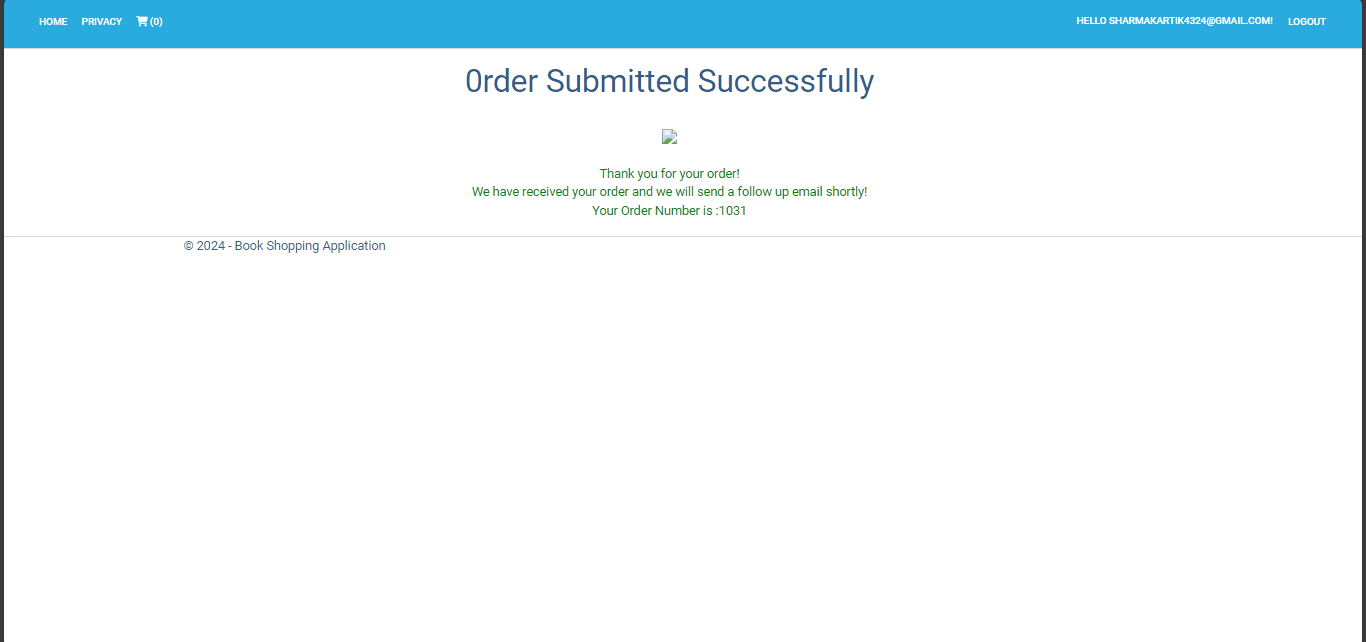 HOME PRIVACY (0) HELLO SHARMAKARTIK4324@GMAIL.COM! LOGOUT
0rder Submitted Successfully
Thank you for your order!
We have received your order and we will send a follow up email shortly!
Your Order Number is :1031
© 2024 - Book Shopping Application